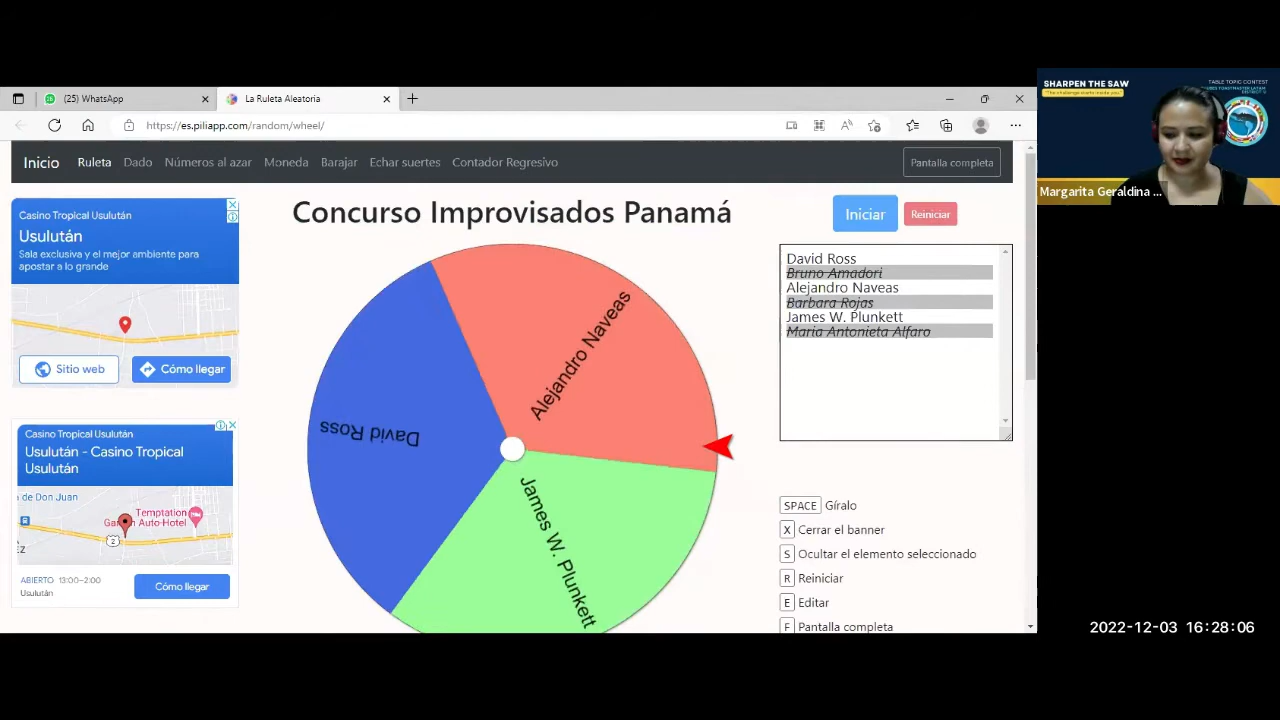 (25) WhatsApp
La Ruleta Aleatoria
https://es.piliapp.com/random/wheel/
Inicio Ruleta Dado Números al azar Moneda Barajar Echar suertes Contador Regresivo Pantalla completa
Casino Tropical Usulután
Usulután
Sala exclusiva y el mejor ambiente para
apostar a lo grande
Sitio web
Cómo llegar
Casino Tropical Usulután
Usulután - Casino Tropical
Usulután
de Don Juan
Temptation
Auto-Hotel
2
ABIERTO 13:00–2:00
Usulután
Cómo llegar
Concurso Improvisados Panamá
Alejandro Naveas
David Ross
James W. Plunkett
Iniciar
Reiniciar
David Ross
Bruno Amadori
Alejandro Naveas
Barbara Rojas
James W. Plunkett
Maria Antonieta Alfaro
SPACE Gíralo
X Cerrar el banner
S Ocultar el elemento seleccionado
R Reiniciar
E Editar
F Pantalla completa
SHARPEN THE SAW
TABLE TOPIC CONTEST
Margarita Geraldina ...
2022-12-03 16:28:06